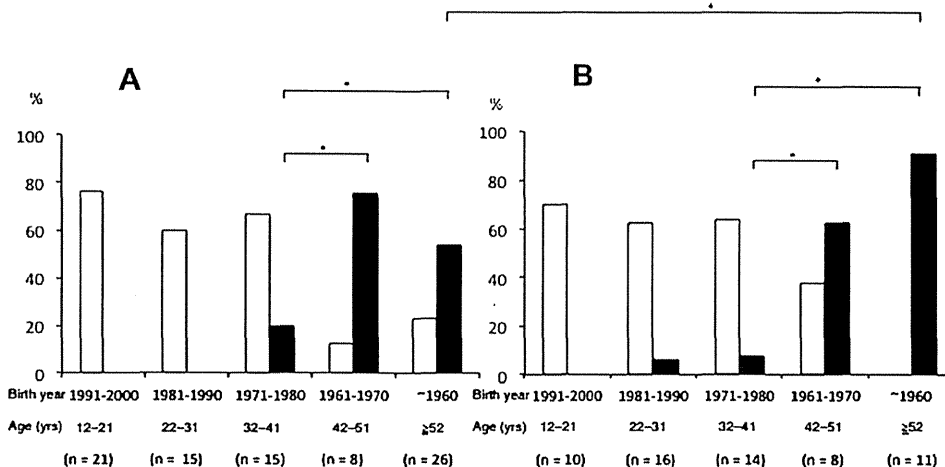 A
B
%
100
80
60
40
20
0
Birth year 1991-2000 1981-1990 1971-1980 1961-1970 ~1960
Age (yrs) 12–21 22–31 32–41 42–51 ≧52
(n = 21) (n = 15) (n = 15) (n = 8) (n = 26)
%
100
80
60
40
20
0
Birth year 1991-2000 1981-1990 1971-1980 1961-1970 ~1960
Age (yrs) 12–21 22–31 32–41 42–51 ≧52
(n = 10) (n = 16) (n = 14) (n = 8) (n = 11)